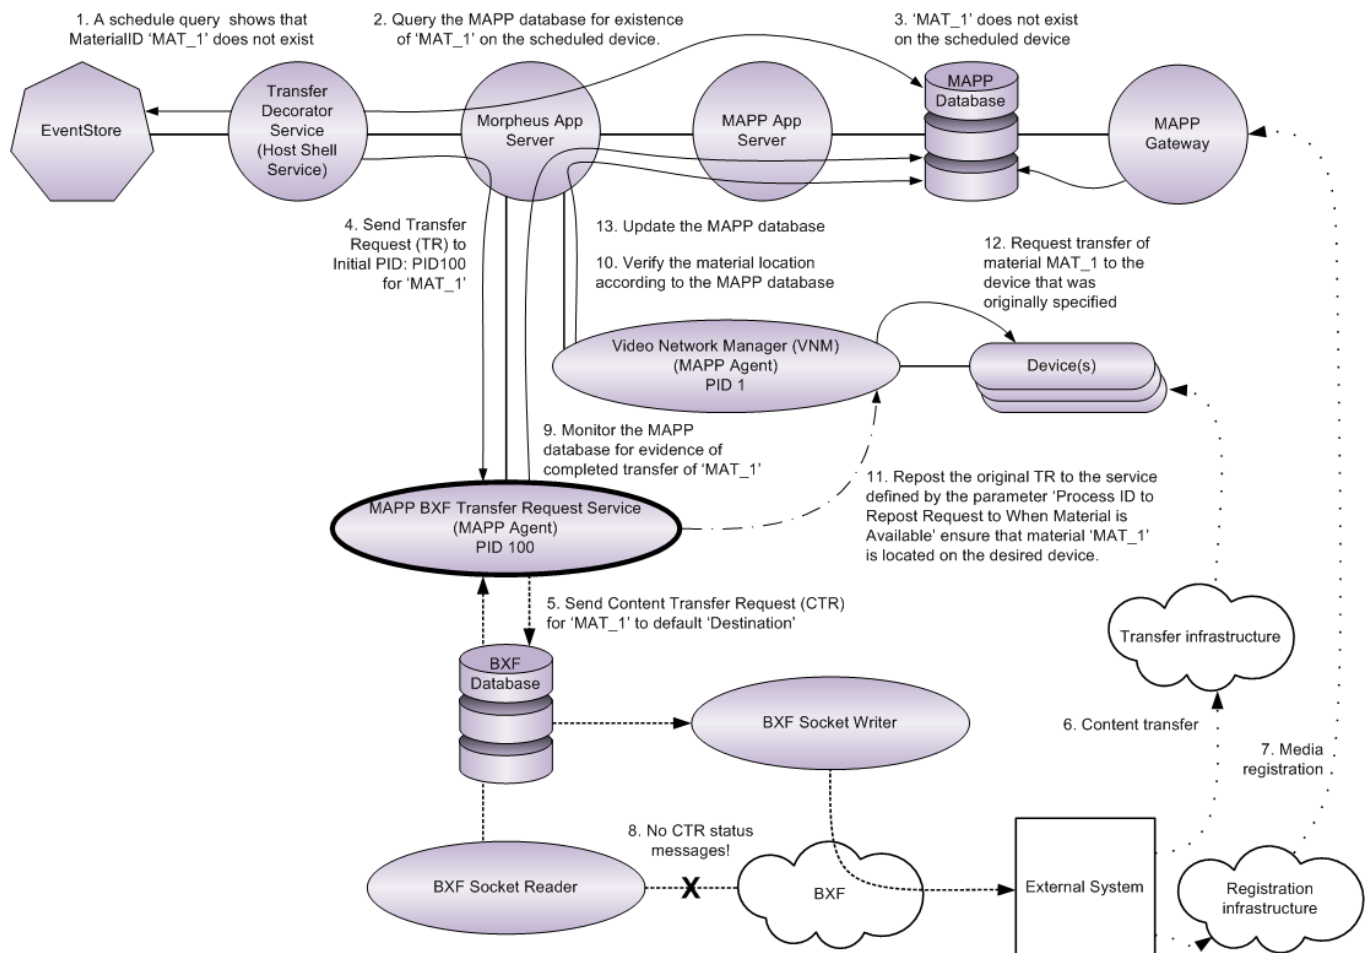 1. A schedule query shows that
MaterialID ‘MAT_1’ does not exist
2. Query the MAPP database for existence
of ‘MAT_1’ on the scheduled device.
3. ‘MAT_1’ does not exist
on the scheduled device
EventStore
Transfer
Decorator
Service
(Host Shell
Service)
Morpheus App
Server
MAPP App
Server
MAPP
Database
MAPP
Gateway
4. Send Transfer
Request (TR) to
Initial PID: PID100
for ‘MAT_1’
13. Update the MAPP database
10. Verify the material location
according to the MAPP database
12. Request transfer of
material MAT_1 to the
device that was
originally specified
Video Network Manager (VNM)
(MAPP Agent)
PID 1
Device(s)
9. Monitor the MAPP
database for evidence of
completed transfer of ‘MAT_1’
11. Repost the original TR to the service
defined by the parameter ‘Process ID to
Repost Request to When Material is
Available’ ensure that material ‘MAT_1’
is located on the desired device.
MAPP BXF Transfer Request Service
(MAPP Agent)
PID 100
5. Send Content Transfer Request (CTR)
for ‘MAT_1’ to default ‘Destination’
Transfer infrastructure
BXF
Database
BXF Socket Writer
6. Content transfer
7. Media
registration
8. No CTR status
messages!
X
BXF Socket Reader
BXF
External System
Registration
infrastructure